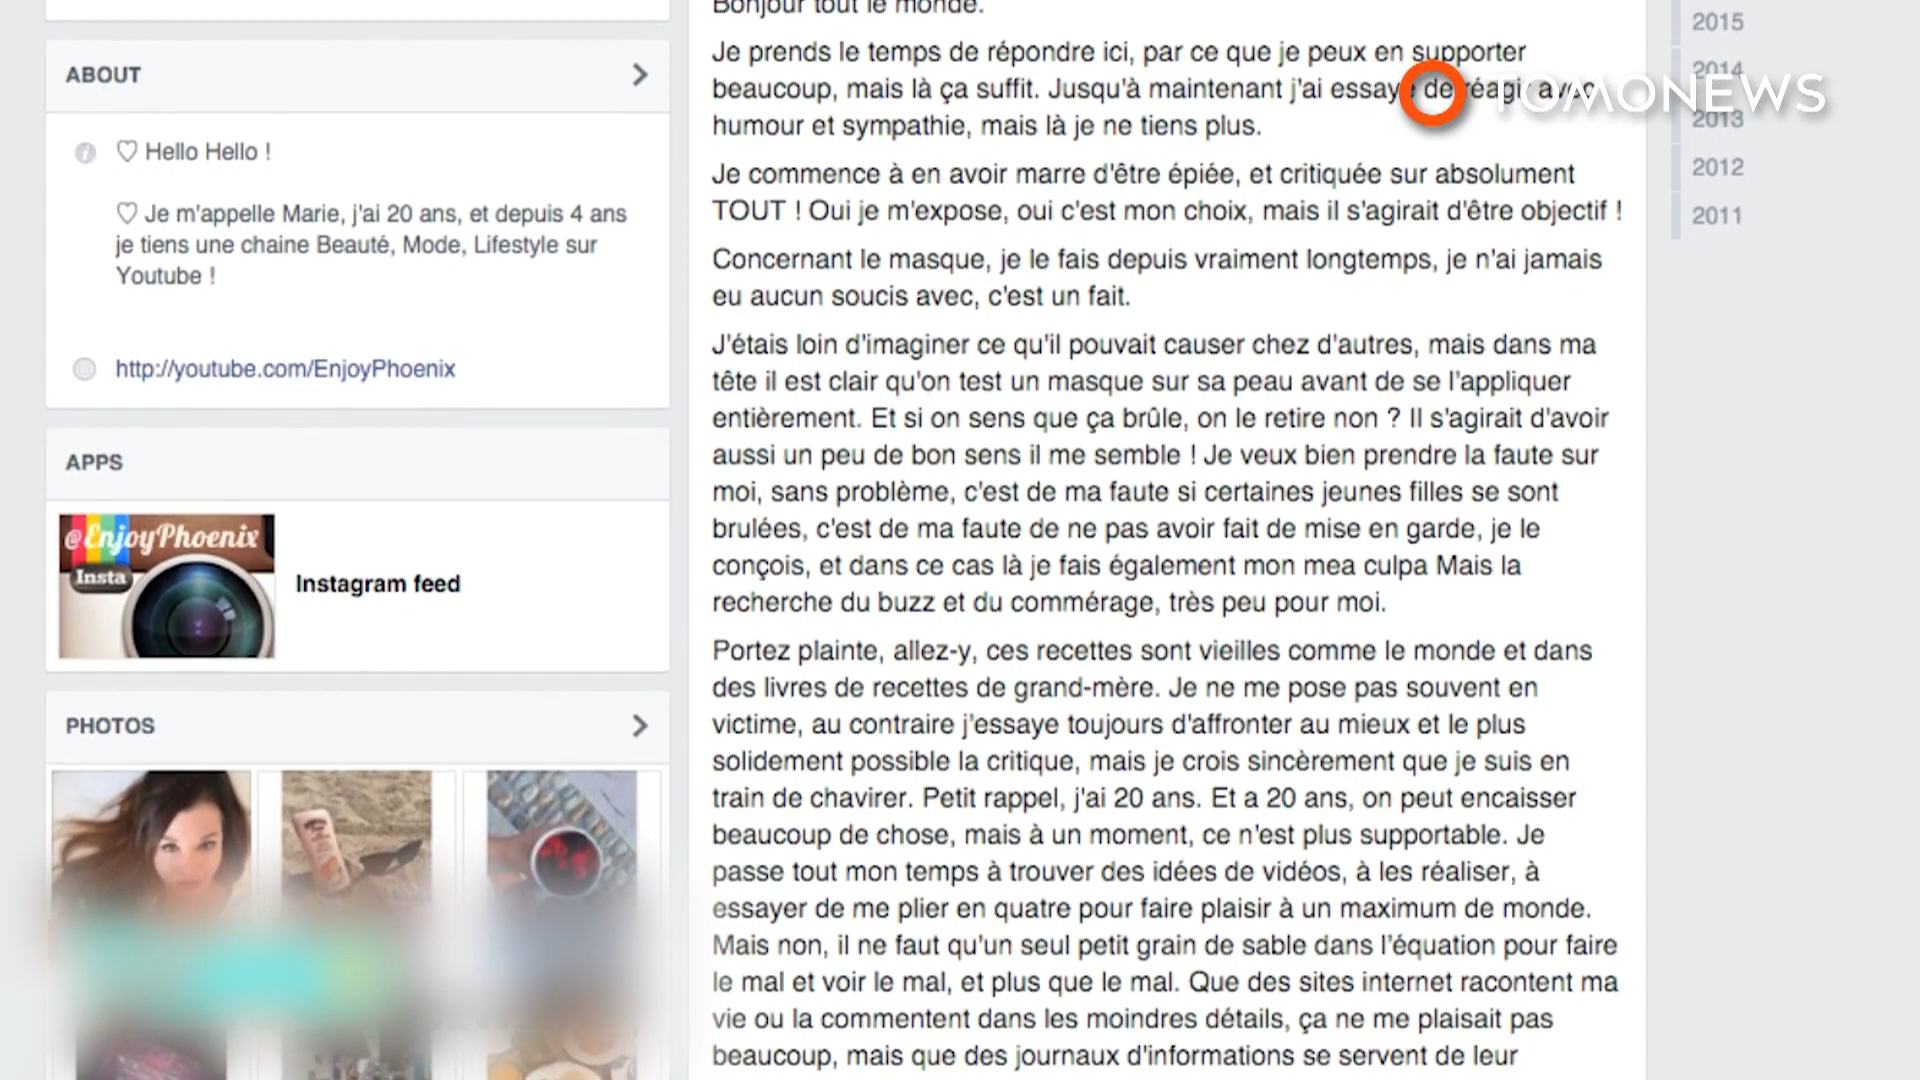 ABOUT
♡ Hello Hello !
♡ Je m'appelle Marie, j'ai 20 ans, et depuis 4 ans
je tiens une chaine Beauté, Mode, Lifestyle sur
Youtube !
http://youtube.com/EnjoyPhoenix
APPS
@EnjoyPhoenix
Insta
Instagram feed
PHOTOS
Bonjour tout le monde.
Je prends le temps de répondre ici, par ce que je peux en supporter
beaucoup, mais là ça suffit. Jusqu'à maintenant j'ai essayé de réagir avec
humour et sympathie, mais là je ne tiens plus.
Je commence à en avoir marre d'être épiée, et critiquée sur absolument
TOUT ! Oui je m'expose, oui c'est mon choix, mais il s'agirait d'être objectif !
Concernant le masque, je le fais depuis vraiment longtemps, je n'ai jamais
eu aucun soucis avec, c'est un fait.
J'étais loin d'imaginer ce qu'il pouvait causer chez d'autres, mais dans ma
tête il est clair qu'on test un masque sur sa peau avant de se l'appliquer
entièrement. Et si on sens que ça brûle, on le retire non ? Il s'agirait d'avoir
aussi un peu de bon sens il me semble ! Je veux bien prendre la faute sur
moi, sans problème, c'est de ma faute si certaines jeunes filles se sont
brulées, c'est de ma faute de ne pas avoir fait de mise en garde, je le
conçois, et dans ce cas là je fais également mon mea culpa Mais la
recherche du buzz et du commérage, très peu pour moi.
Portez plainte, allez-y, ces recettes sont vieilles comme le monde et dans
des livres de recettes de grand-mère. Je ne me pose pas souvent en
victime, au contraire j'essaye toujours d'affronter au mieux et le plus
solidement possible la critique, mais je crois sincèrement que je suis en
train de chavirer. Petit rappel, j'ai 20 ans. Et a 20 ans, on peut encaisser
beaucoup de chose, mais à un moment, ce n'est plus supportable. Je
passe tout mon temps à trouver des idées de vidéos, à les réaliser, à
essayer de me plier en quatre pour faire plaisir à un maximum de monde.
Mais non, il ne faut qu'un seul petit grain de sable dans l'équation pour faire
le mal et voir le mal, et plus que le mal. Que des sites internet racontent ma
vie ou la commentent dans les moindres détails, ça ne me plaisait pas
beaucoup, mais que des journaux d'informations se servent de leur
TOMONEWS
2015
2014
2013
2012
2011